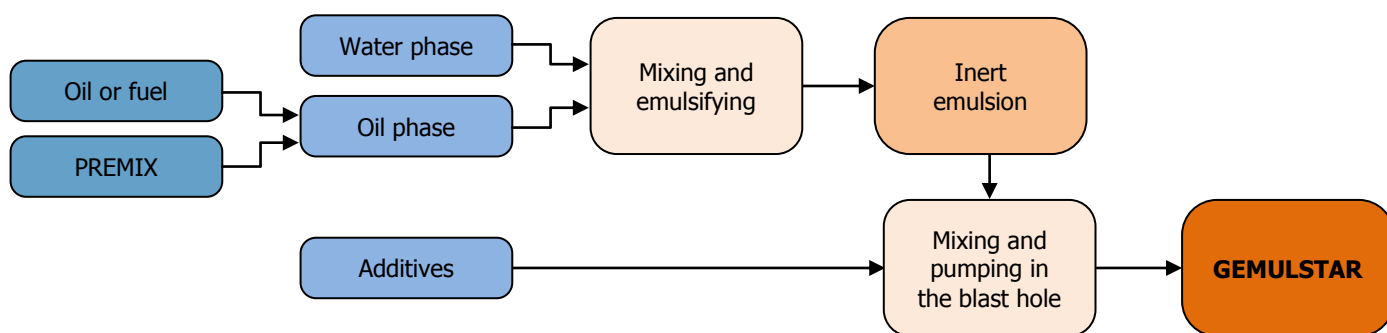 Water phase
Oil or fuel
Oil phase
PREMIX
Mixing and
emulsifying
Inert
emulsion
Additives
Mixing and
pumping in
the blast hole
GEMULSTAR